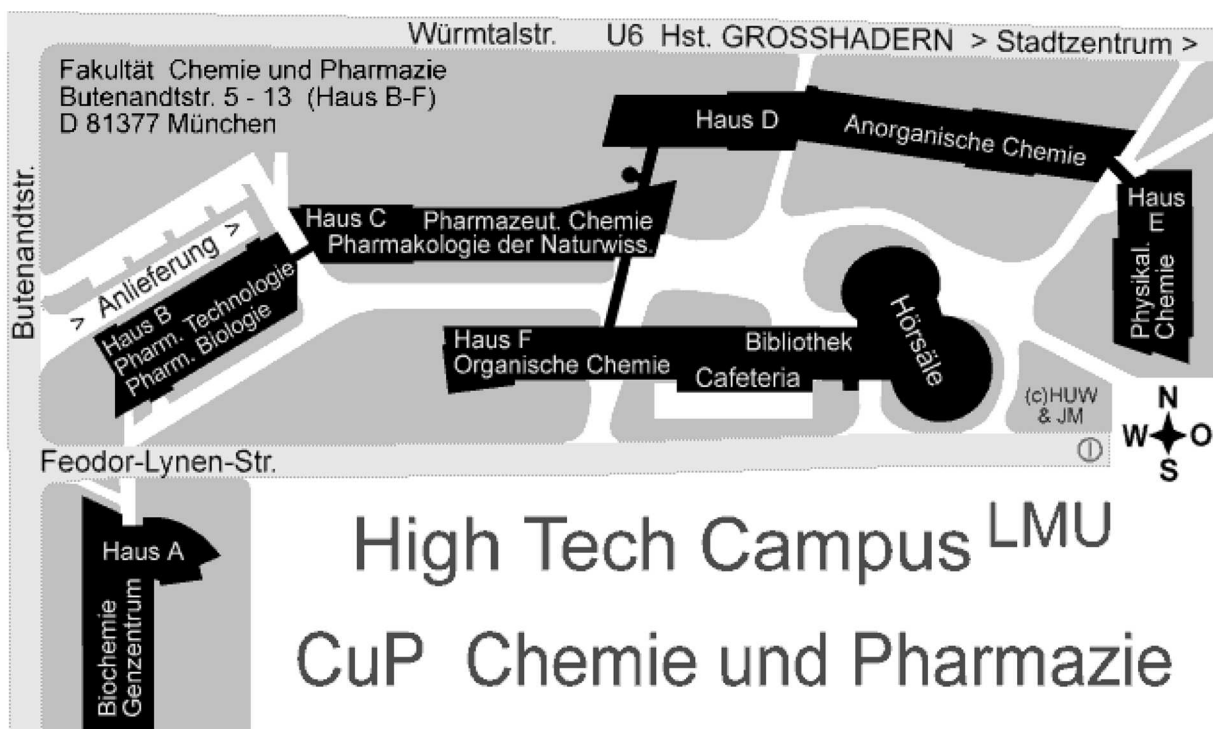 Würmtalstr. U6 Hst. GROSSHADERN > Stadtzentrum >
Fakultät Chemie und Pharmazie
Butenandtstr. 5 - 13 (Haus B-F)
D 81377 München
Butenandtstr.
Haus D
Anorganische Chemie
Haus
E
Physikal.
Chemie
Haus C Pharmazeut. Chemie
Pharmakologie der Naturwiss.
> Anlieferung >
Haus B
Pharm. Technologie
Pharm. Biologie
Haus F
Organische Chemie
Bibliothek
Cafeteria
Hörsäle
(c)HUW
& JM
N
W O
S
Feodor-Lynen-Str.
Haus A
Biochemie
Genzentrum
High Tech Campus LMU
CuP Chemie und Pharmazie